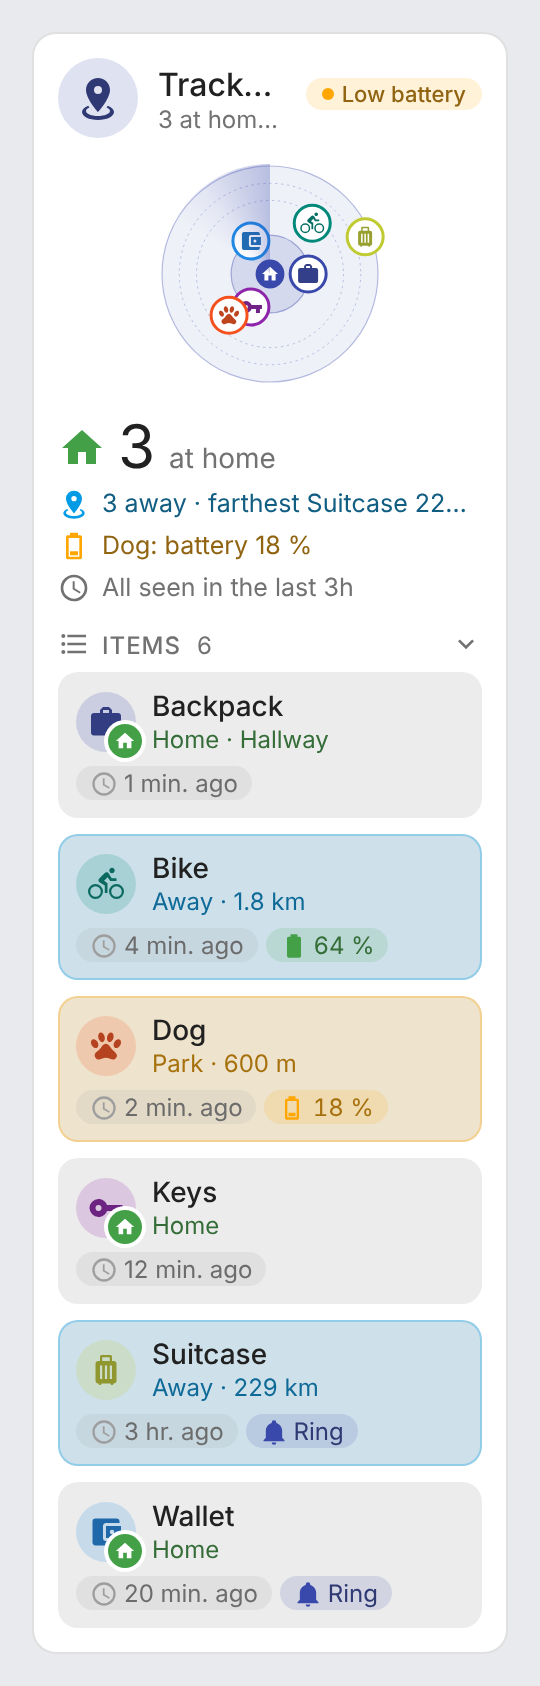 Track...
3 at hom...
Low battery
3 at home
3 away · farthest Suitcase 22...
Dog: battery 18 %
All seen in the last 3h
ITEMS 6
Backpack
Home · Hallway
1 min. ago
Bike
Away · 1.8 km
4 min. ago 64 %
Dog
Park · 600 m
2 min. ago 18 %
Keys
Home
12 min. ago
Suitcase
Away · 229 km
3 hr. ago Ring
Wallet
Home
20 min. ago Ring